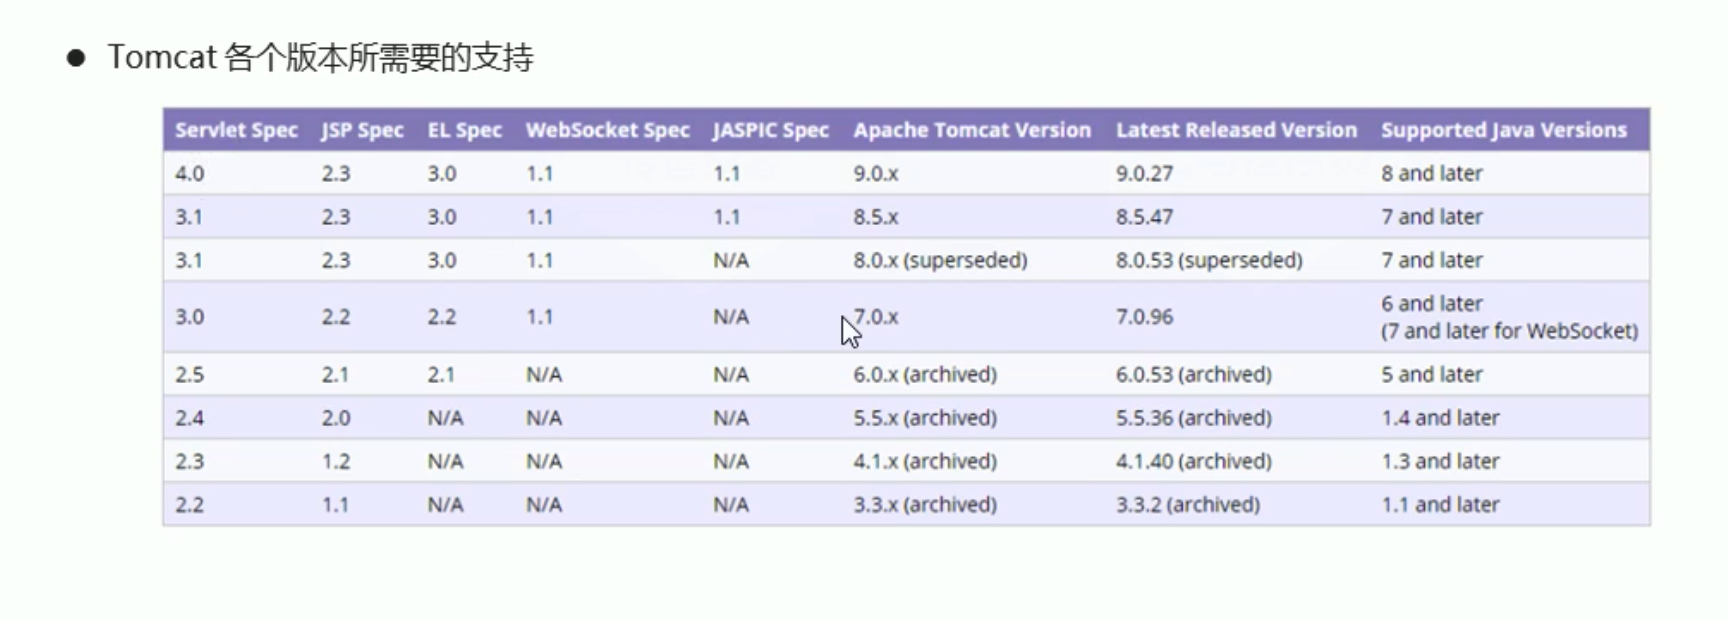 ● Tomcat 各个版本所需要的支持
Servlet Spec JSP Spec EL Spec WebSocket Spec JASPIC Spec Apache Tomcat Version Latest Released Version Supported Java Versions
4.0 2.3 3.0 1.1 1.1 9.0.x 9.0.27 8 and later
3.1 2.3 3.0 1.1 1.1 8.5.x 8.5.47 7 and later
3.1 2.3 3.0 1.1 N/A 8.0.x (superseded) 8.0.53 (superseded) 7 and later
3.0 2.2 2.2 1.1 N/A 7.0.x 7.0.96 6 and later
(7 and later for WebSocket)
2.5 2.1 2.1 N/A N/A 6.0.x (archived) 6.0.53 (archived) 5 and later
2.4 2.0 N/A N/A N/A 5.5.x (archived) 5.5.36 (archived) 1.4 and later
2.3 1.2 N/A N/A N/A 4.1.x (archived) 4.1.40 (archived) 1.3 and later
2.2 1.1 N/A N/A N/A 3.3.x (archived) 3.3.2 (archived) 1.1 and later